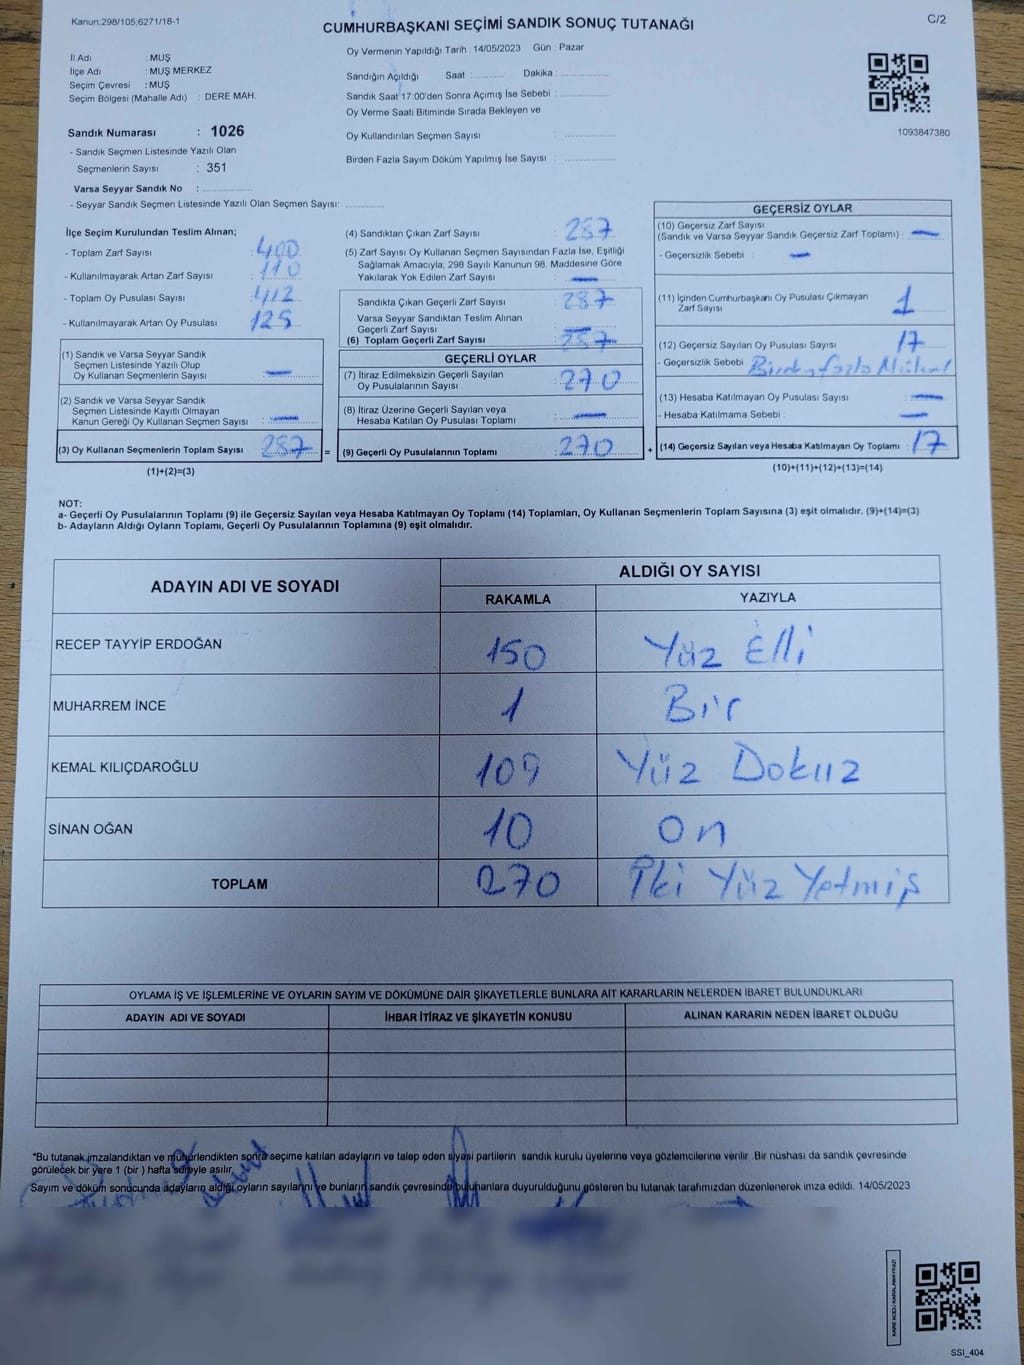 Kanun;298/105;6271/18-1
CUMHURBAŞKANI SEÇİMİ SANDIK SONUÇ TUTANAĞI
C/2
İl Adı : MUŞ
İlçe Adı : MUŞ MERKEZ
Seçim Çevresi : MUŞ
Seçim Bölgesi (Mahalle Adı) : DERE MAH.
Sandık Numarası : 1026
- Sandık Seçmen Listesinde Yazılı Olan
Seçmenlerin Sayısı : 351
Varsa Seyyar Sandık No : ..............
- Seyyar Sandık Seçmen Listesinde Yazılı Olan Seçmen Sayısı: ............
Oy Vermenin Yapıldığı Tarih : 14/05/2023 Gün : Pazar
Sandığın Açıldığı Saat :........... Dakika : ...............
Sandık Saat 17:00'den Sonra Açımış İse Sebebi : ...............
Oy Verme Saati Bitiminde Sırada Bekleyen ve
Oy Kullandırılan Seçmen Sayısı : ...............
Birden Fazla Sayım Döküm Yapılmış İse Sayısı : ...............
1093847380
İlçe Seçim Kurulundan Teslim Alınan;
- Toplam Zarf Sayısı : 400
- Kullanılmayarak Artan Zarf Sayısı : 110
- Toplam Oy Pusulası Sayısı : 412
- Kullanılmayarak Artan Oy Pusulası : 125
(1) Sandık ve Varsa Seyyar Sandık
Seçmen Listesinde Yazılı Olup
Oy Kullanan Seçmenlerin Sayısı : —
(2) Sandık ve Varsa Seyyar Sandık
Seçmen Listesinde Kayıtlı Olmayan
Kanun Gereği Oy Kullanan Seçmen Sayısı : —
(3) Oy Kullanan Seçmenlerin Toplam Sayısı : 287 =
(1)+(2)=(3)
(4) Sandıktan Çıkan Zarf Sayısı : 287
(5) Zarf Sayısı Oy Kullanan Seçmen Sayısından Fazla İse, Eşitliği
Sağlamak Amacıyla; 298 Sayılı Kanunun 98. Maddesine Göre
Yakılarak Yok Edilen Zarf Sayısı : —
Sandıkta Çıkan Geçerli Zarf Sayısı : 287
Varsa Seyyar Sandıktan Teslim Alınan
Geçerli Zarf Sayısı : —
(6) Toplam Geçerli Zarf Sayısı : 287
GEÇERLİ OYLAR
(7) İtiraz Edilmeksizin Geçerli Sayılan
Oy Pusulalarının Sayısı : 270
(8) İtiraz Üzerine Geçerli Sayılan veya
Hesaba Katılan Oy Pusulası Toplamı : —
(9) Geçerli Oy Pusulalarının Toplamı : 270 +
GEÇERSİZ OYLAR
(10) Geçersiz Zarf Sayısı
(Sandık ve Varsa Seyyar Sandık Geçersiz Zarf Toplamı) : —
- Geçersizlik Sebebi : —
(11) İçinden Cumhurbaşkanı Oy Pusulası Çıkmayan
Zarf Sayısı : 1
(12) Geçersiz Sayılan Oy Pusulası Sayısı : 17
- Geçersizlik Sebebi :
(13) Hesaba Katılmayan Oy Pusulası Sayısı : —
- Hesaba Katılmama Sebebi : —
(14) Geçersiz Sayılan veya Hesaba Katılmayan Oy Toplamı : 17
(10)+(11)+(12)+(13)=(14)
NOT:
a- Geçerli Oy Pusulalarının Toplamı (9) ile Geçersiz Sayılan veya Hesaba Katılmayan Oy Toplamı (14) Toplamları, Oy Kullanan Seçmenlerin Toplam Sayısına (3) eşit olmalıdır. (9)+(14)=(3)
b- Adayların Aldığı Oyların Toplamı, Geçerli Oy Pusulalarının Toplamına (9) eşit olmalıdır.
ADAYIN ADI VE SOYADI ALDIĞI OY SAYISI
RAKAMLA YAZIYLA
RECEP TAYYİP ERDOĞAN 150 Yüz Elli
MUHARREM İNCE 1 Bir
KEMAL KILIÇDAROĞLU 109 Yüz Dokuz
SİNAN OĞAN 10 On
TOPLAM 270 İki Yüz Yetmiş
OYLAMA İŞ VE İŞLEMLERİNE VE OYLARIN SAYIM VE DÖKÜMÜNE DAİR ŞİKAYETLERLE BUNLARA AİT KARARLARIN NELERDEN İBARET BULUNDUKLARI
ADAYIN ADI VE SOYADI İHBAR İTİRAZ VE ŞİKAYETİN KONUSU ALINAN KARARIN NEDEN İBARET OLDUĞU
"Bu tutanak imzalandıktan ve mühürlendikten sonra seçime katılan adayların ve talep eden siyasi partilerin sandık kurulu üyelerine veya gözlemcilerine verilir. Bir nüshası da sandık çevresinde
görülecek bir yere 1 (bir ) hafta süreyle asılır.
Sayım ve döküm sonucunda adayların aldığı oyların sayılarını ve bunların sandık çevresinde bulunanlara duyurulduğunu gösteren bu tutanak tarafımızdan düzenlenerek imza edildi. 14/05/2023
KARE KODU KARALAMAYINIZ!
SSI_404